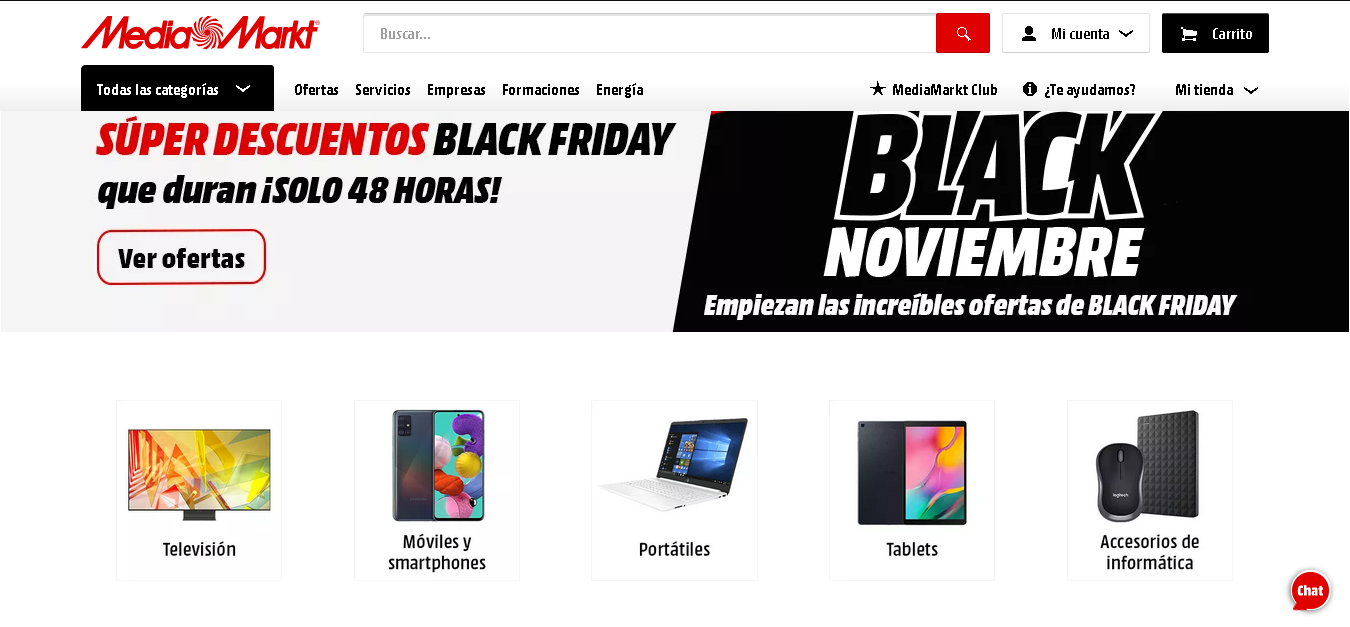 MediaMarkt
Buscar...
Mi cuenta
Carrito
Todas las categorías
Ofertas
Servicios
Empresas
Formaciones
Energía
MediaMarkt Club
¿Te ayudamos?
Mi tienda
SÚPER DESCUENTOS BLACK FRIDAY
que duran ¡SOLO 48 HORAS!
Ver ofertas
BLACK
NOVIEMBRE
Empiezan las increíbles ofertas de BLACK FRIDAY
logitech
Televisión
Móviles y
smartphones
Portátiles
Tablets
Accesorios de
informática
Chat